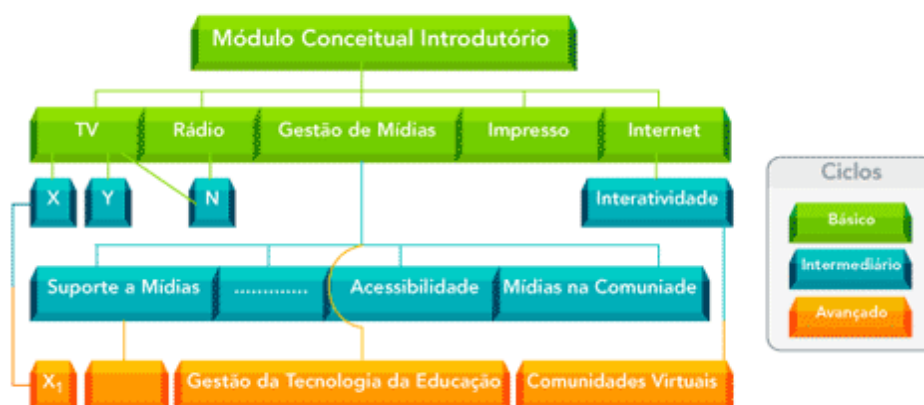 Módulo Conceitual Introdutório
TV
Rádio
Gestão de Mídias
Impresso
Internet
X
Y
N
Interatividade
Suporte a Mídias
.............
Acessibilidade
Mídias na Comuniade
X₁
Gestão da Tecnologia da Educação
Comunidades Virtuais
Ciclos
Básico
Intermediário
Avançado